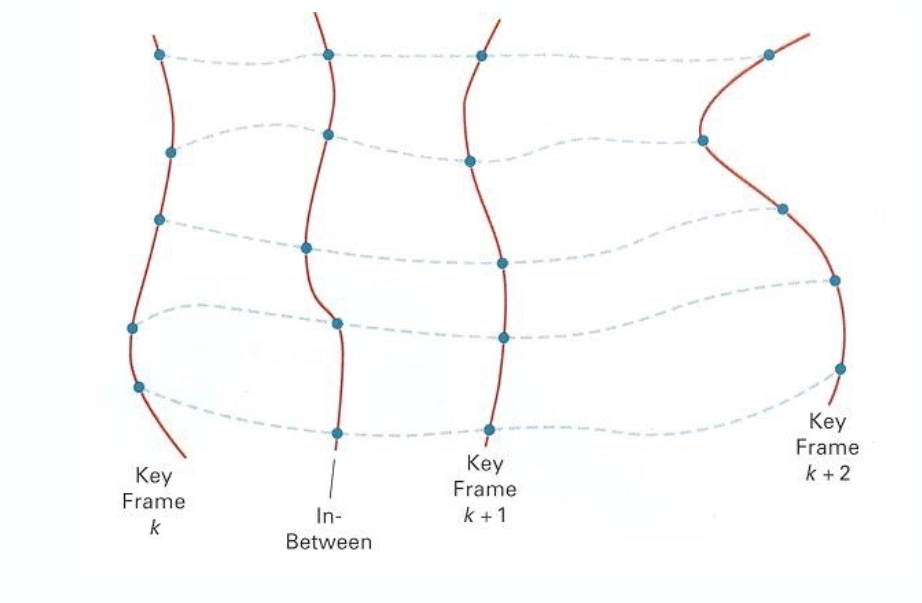 Key
Frame
k
In-
Between
Key
Frame
k + 1
Key
Frame
k + 2